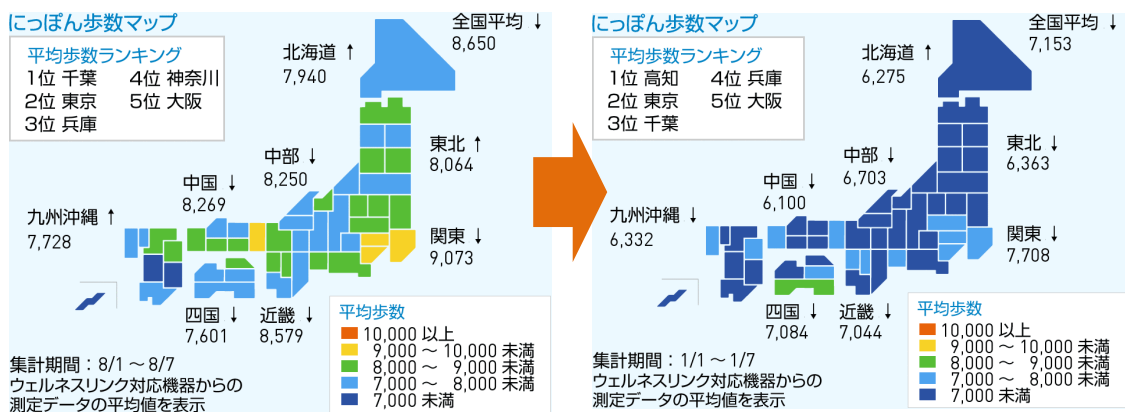 にっぽん歩数マップ
平均歩数ランキング
1位 千葉 4位 神奈川
2位 東京 5位 大阪
3位 兵庫
全国平均 ↓
8,650
北海道 ↑
7,940
東北 ↑
8,064
中部 ↓
8,250
中国 ↓
8,269
九州沖縄 ↑
7,728
関東 ↓
9,073
四国 ↓
7,601
近畿 ↓
8,579
平均歩数
10,000 以上
9,000 ～ 10,000 未満
8,000 ～ 9,000 未満
7,000 ～ 8,000 未満
7,000 未満
集計期間：8/1 ～ 8/7
ウェルネスリンク対応機器からの
測定データの平均値を表示
にっぽん歩数マップ
平均歩数ランキング
1位 高知 4位 兵庫
2位 東京 5位 大阪
3位 千葉
全国平均 ↓
7,153
北海道 ↑
6,275
東北 ↓
6,363
中部 ↓
6,703
中国 ↓
6,100
九州沖縄 ↓
6,332
関東 ↓
7,708
四国 ↓
7,084
近畿 ↓
7,044
平均歩数
10,000 以上
9,000 ～ 10,000 未満
8,000 ～ 9,000 未満
7,000 ～ 8,000 未満
7,000 未満
集計期間：1/1 ～ 1/7
ウェルネスリンク対応機器からの
測定データの平均値を表示